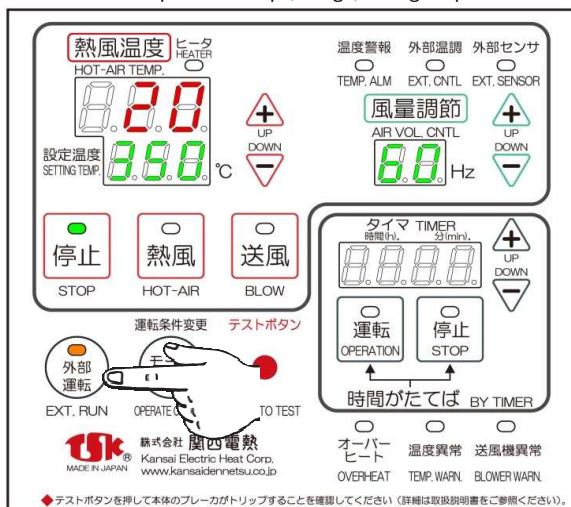 熱風温度 ヒータ
HEATER
HOT-AIR TEMP.
20
設定温度
SETTING TEMP.
350 ℃
+
UP
DOWN
−
温度警報 外部温調 外部センサ
TEMP. ALM EXT. CNTL EXT. SENSOR
風量調節
AIR VOL. CNTL
60 Hz
+
UP
DOWN
−
停止
STOP
熱風
HOT-AIR
送風
BLOW
タイマ TIMER
時間(h). 分(min).
+
UP
DOWN
−
運転
OPERATION
停止
STOP
時間がたてば BY TIMER
運転条件変更 テストボタン
外部
運転
EXT. RUN OPERATE TO TEST
TSK ®
MADE IN JAPAN
株式会社 関西電熱
Kansai Electric Heat Corp.
www.kansaidennetsu.co.jp
オーバー
ヒート
OVERHEAT
温度異常
TEMP. WARN.
送風機異常
BLOWER WARN.
◆テストボタンを押して本体のブレーカがトリップすることを確認してください（詳細は取扱説明書をご参照ください）。